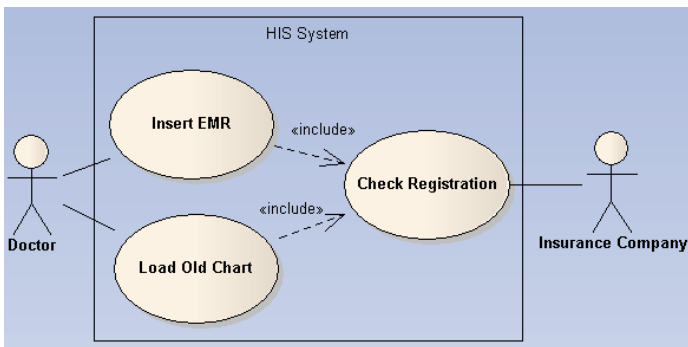 HIS System
Insert EMR
«include»
Check Registration
«include»
Doctor
Insurance Company
Load Old Chart